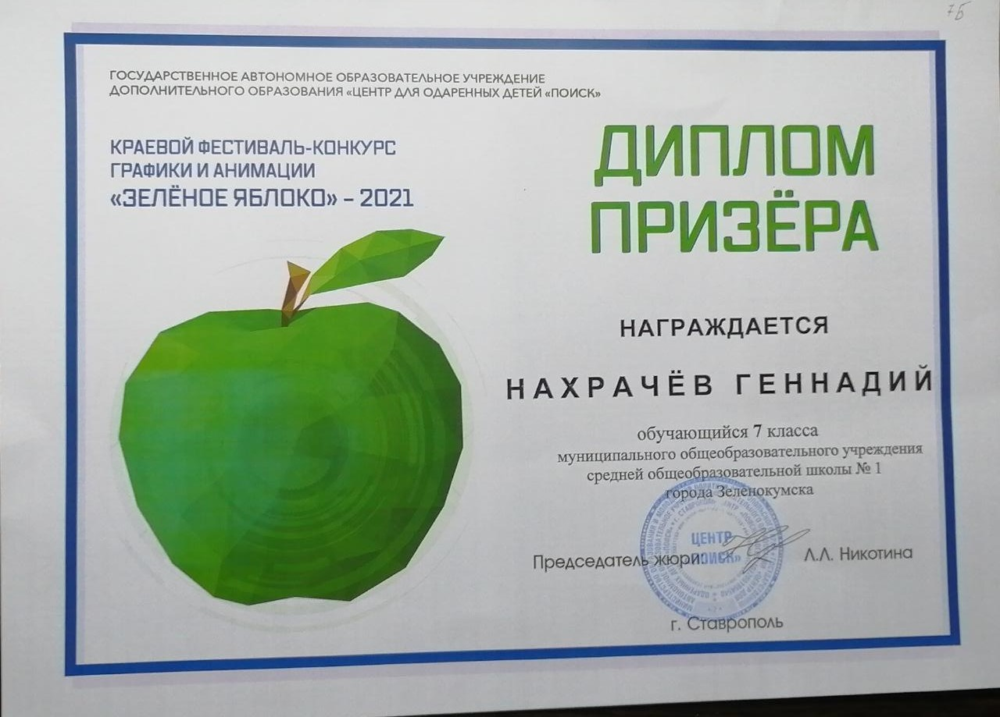 7Б
ГОСУДАРСТВЕННОЕ АВТОНОМНОЕ ОБРАЗОВАТЕЛЬНОЕ УЧРЕЖДЕНИЕ
ДОПОЛНИТЕЛЬНОГО ОБРАЗОВАНИЯ «ЦЕНТР ДЛЯ ОДАРЕННЫХ ДЕТЕЙ «ПОИСК»
КРАЕВОЙ ФЕСТИВАЛЬ-КОНКУРС
ГРАФИКИ И АНИМАЦИИ
«ЗЕЛЁНОЕ ЯБЛОКО» – 2021
ДИПЛОМ
ПРИЗЁРА
НАГРАЖДАЕТСЯ
НАХРАЧЁВ ГЕННАДИЙ
обучающийся 7 класса
муниципального общеобразовательного учреждения
средней общеобразовательной школы № 1
города Зеленокумска
ЦЕНТР
«ПОИСК»
Председатель жюри:
Л.Л. Никотина
г. Ставрополь